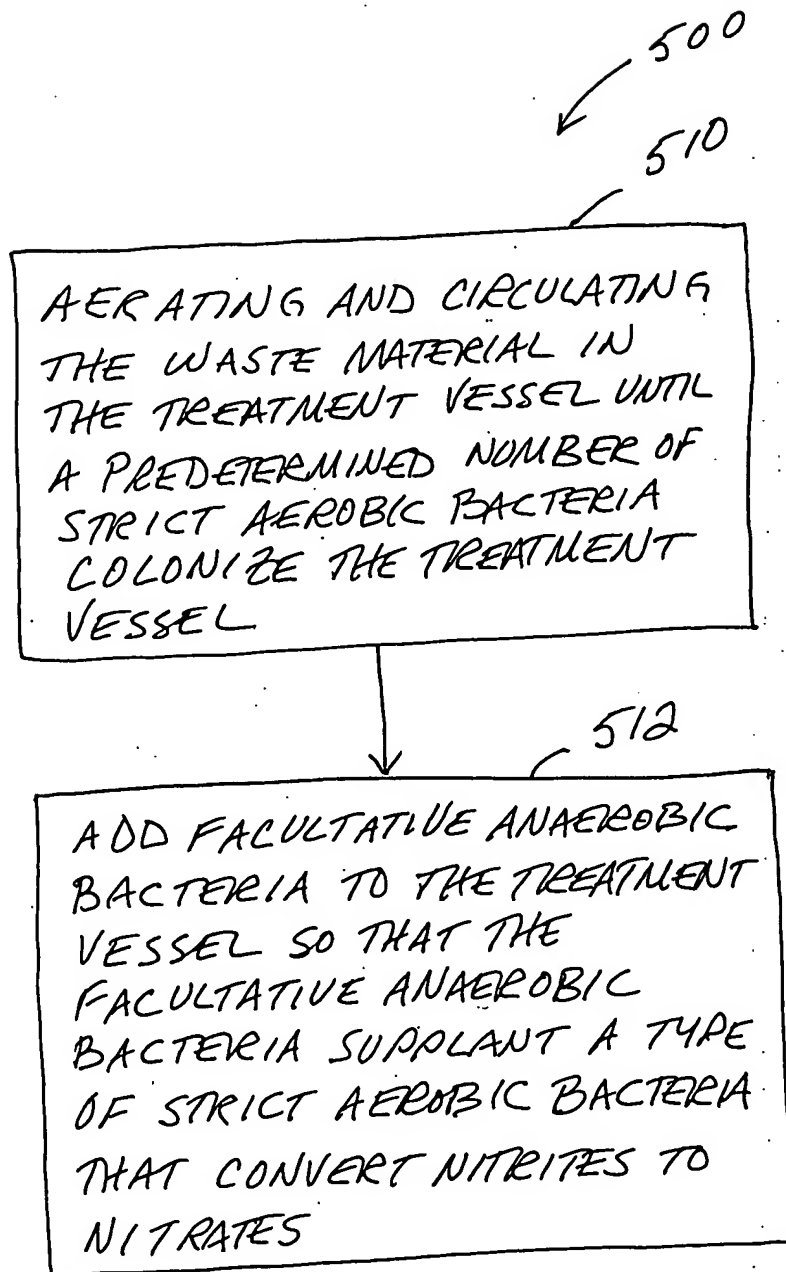 500
510
AERATING AND CIRCULATING
THE WASTE MATERIAL IN
THE TREATMENT VESSEL UNTIL
A PREDETERMINED NUMBER OF
STRICT AEROBIC BACTERIA
COLONIZE THE TREATMENT
VESSEL
512
ADD FACULTATIVE ANAEROBIC
BACTERIA TO THE TREATMENT
VESSEL SO THAT THE
FACULTATIVE ANAEROBIC
BACTERIA SUPPLANT A TYPE
OF STRICT AEROBIC BACTERIA
THAT CONVERT NITRITES TO
NITRATES